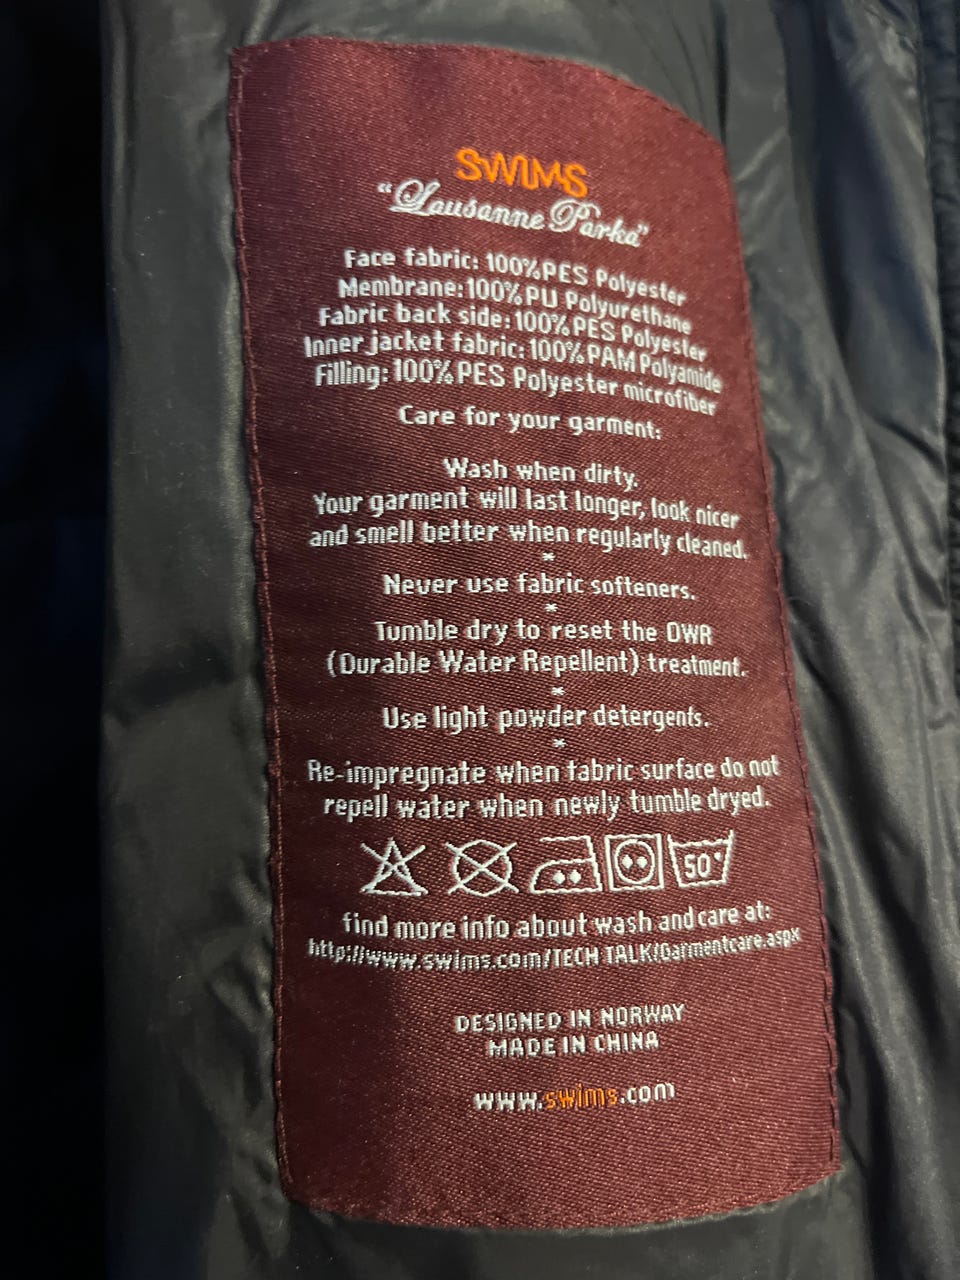 SWIMS
"Lausanne Parka"
Face fabric: 100% PES Polyester
Membrane: 100% PU Polyurethane
Fabric back side: 100% PES Polyester
Inner jacket fabric: 100% PAM Polyamide
Filling: 100% PES Polyester microfiber
Care for your garment:
Wash when dirty.
Your garment will last longer, look nicer
and smell better when regularly cleaned.
*
Never use fabric softeners.
*
Tumble dry to reset the DWR
(Durable Water Repellent) treatment.
*
Use light powder detergents.
*
Re-impregnate when fabric surface do not
repell water when newly tumble dryed.
50°
find more info about wash and care at:
http://www.swims.com/TECH TALK/Garmentcare.aspx
DESIGNED IN NORWAY
MADE IN CHINA
www.swims.com